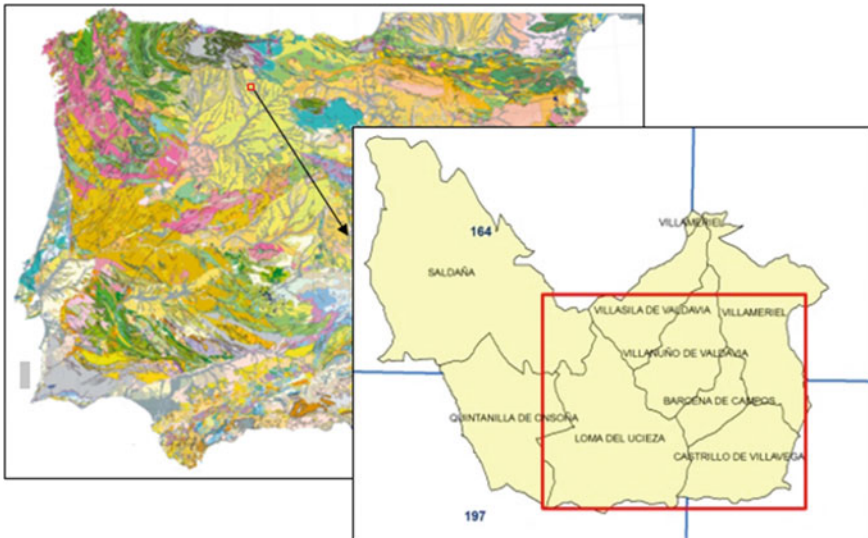 VILLAMERIEL
164
SALDAÑA
VILLASILA DE VALDAVIA
VILLAMERIEL
VILLANUÑO DE VALDAVIA
BARCENA DE CAMPOS
QUINTANILLA DE ONSOÑA
LOMA DEL UCIEZA
CASTRILLO DE VILLAVEGA
197